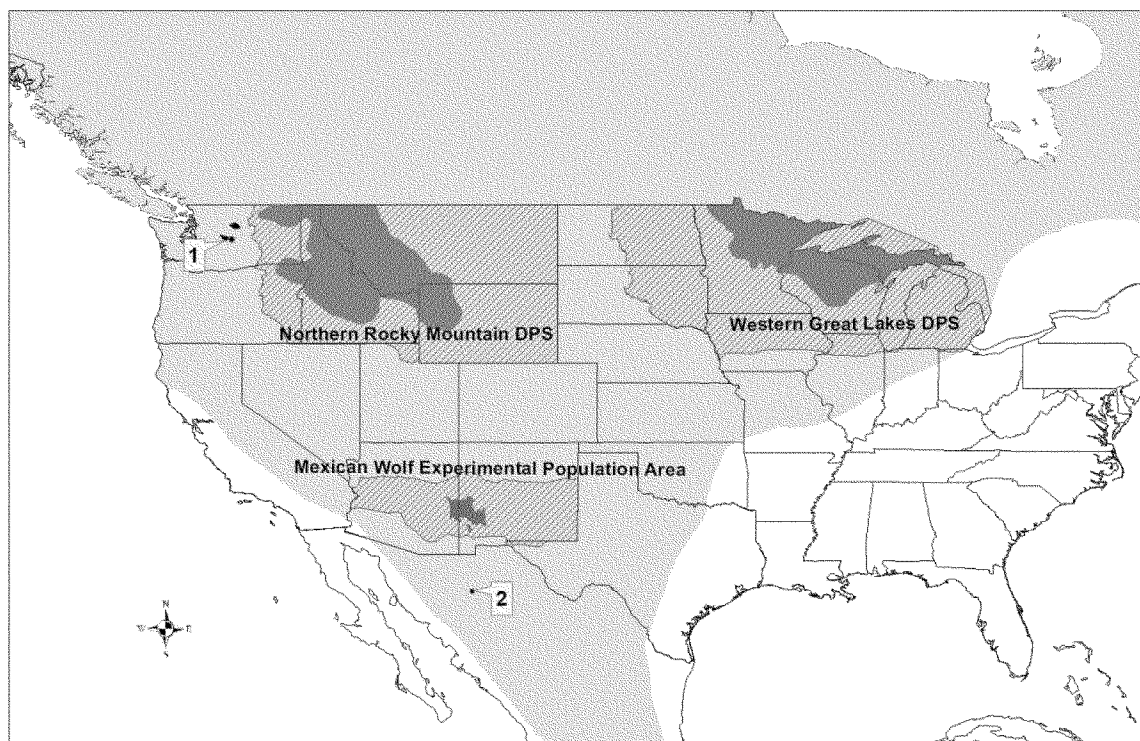 1
Northern Rocky Mountain DPS
Western Great Lakes DPS
Mexican Wolf Experimental Population Area
2
N
W E
S